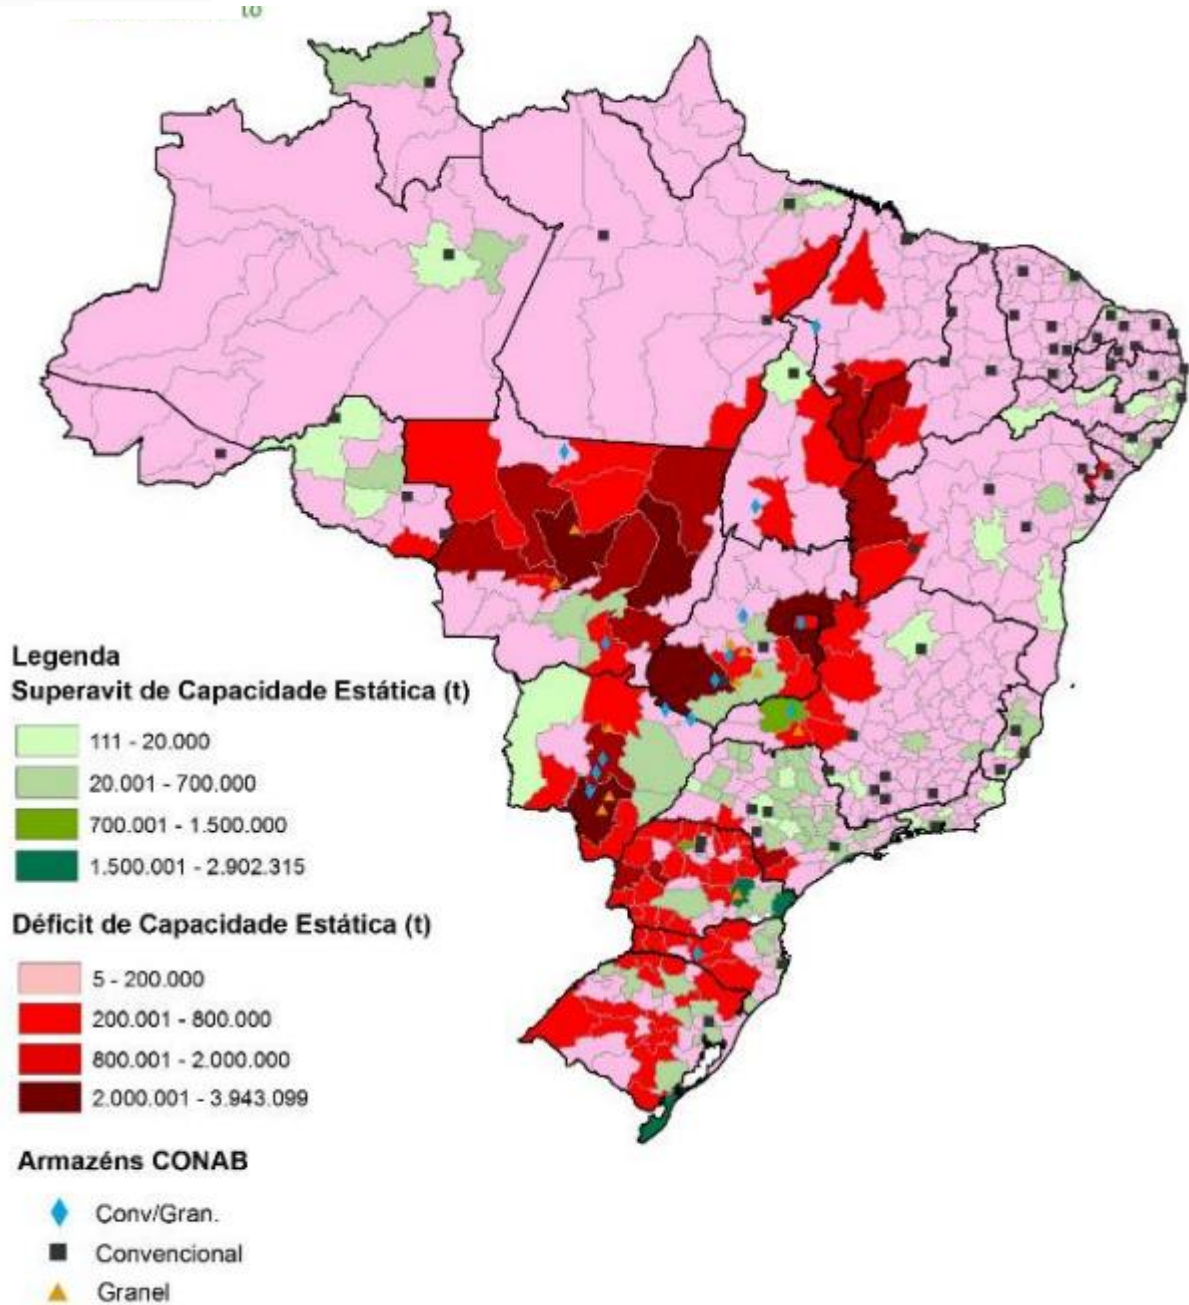 Legenda
Superavit de Capacidade Estática (t)
111 - 20.000
20.001 - 700.000
700.001 - 1.500.000
1.500.001 - 2.902.315
Déficit de Capacidade Estática (t)
5 - 200.000
200.001 - 800.000
800.001 - 2.000.000
2.000.001 - 3.943.099
Armazéns CONAB
Conv/Gran.
Convencional
Granel